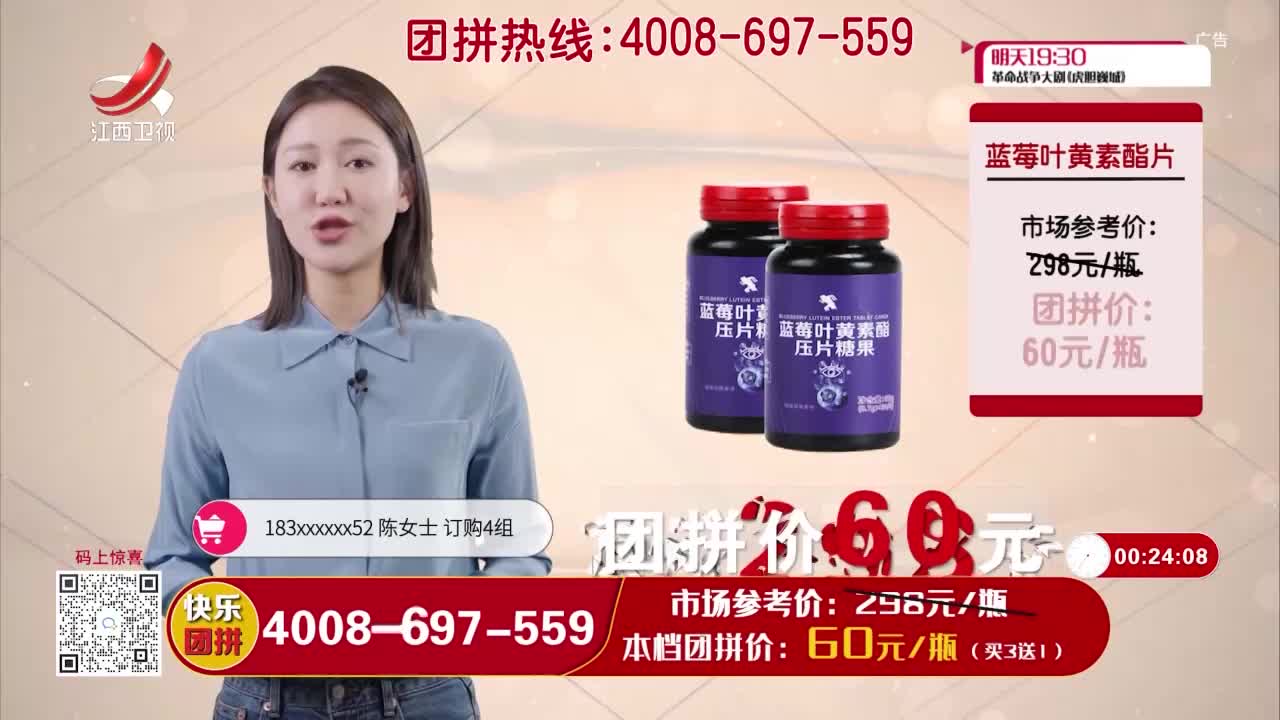 团拼热线:4008-697-559
广告
明天19:30
革命战争大剧《虎胆巍城》
江西卫视
蓝莓叶黄素酯片
市场参考价:
298元/瓶
团拼价:
60元/瓶
BLUEBERRY LUTEIN ESTER TABLET CANDY
蓝莓叶黄素酯
压片糖果
蓝莓叶黄
压片糖
183xxxxxx52 陈女士 订购4组
团拼价60元
00:24:08
码上惊喜
快乐
团拼
4008-697-559
市场参考价: 298元/瓶
本档团拼价: 60元/瓶 (买3送1)